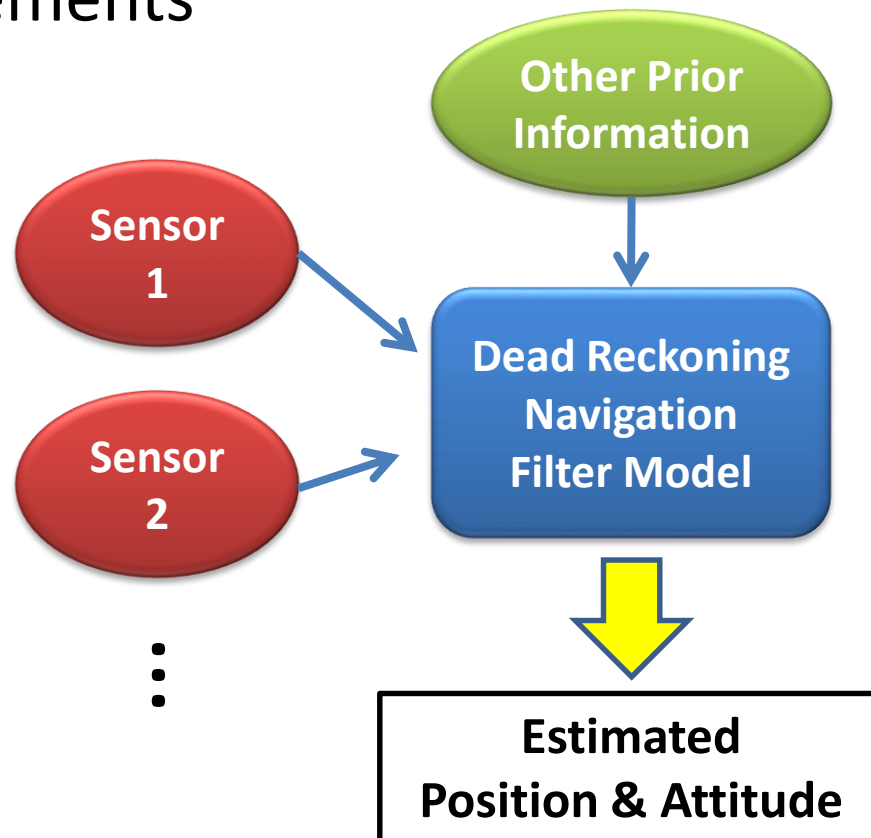 Other Prior
Information
Sensor
1
Dead Reckoning
Navigation
Filter Model
Sensor
2
Estimated
Position & Attitude